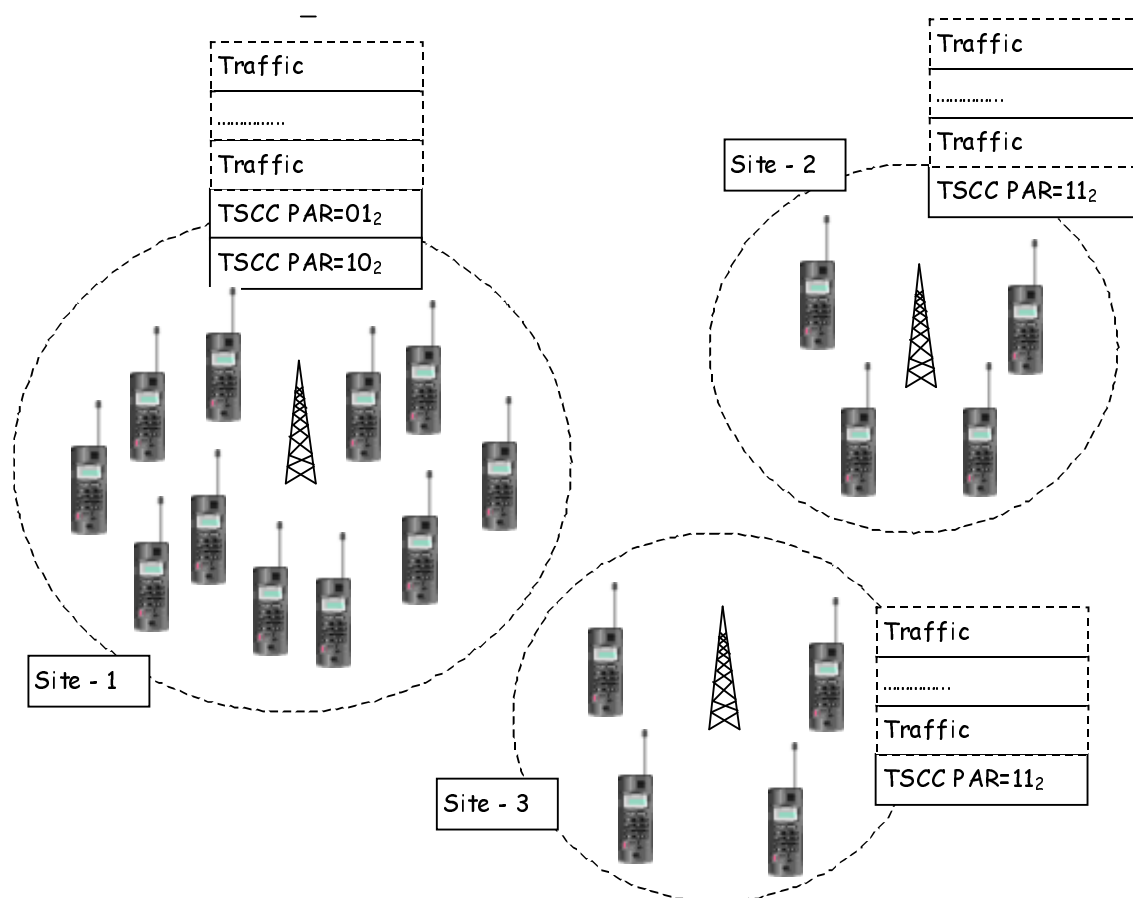 Traffic
...............
Traffic
TSCC PAR=01₂
TSCC PAR=10₂
Site - 1
Traffic
...............
Traffic
TSCC PAR=11₂
Site - 2
Traffic
...............
Traffic
TSCC PAR=11₂
Site - 3